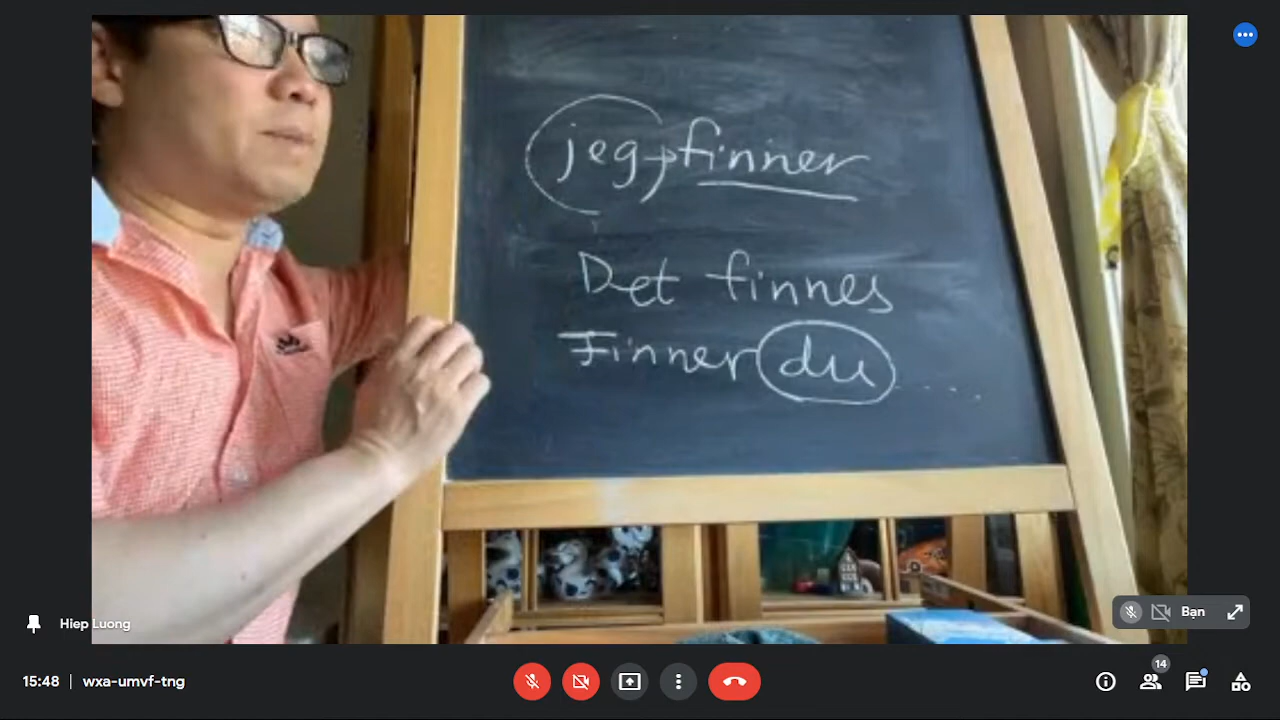 jeg → finner
Det finnes
Finner du ....
Hiep Luong
Bạn
15:48 | wxa-umvf-tng
14